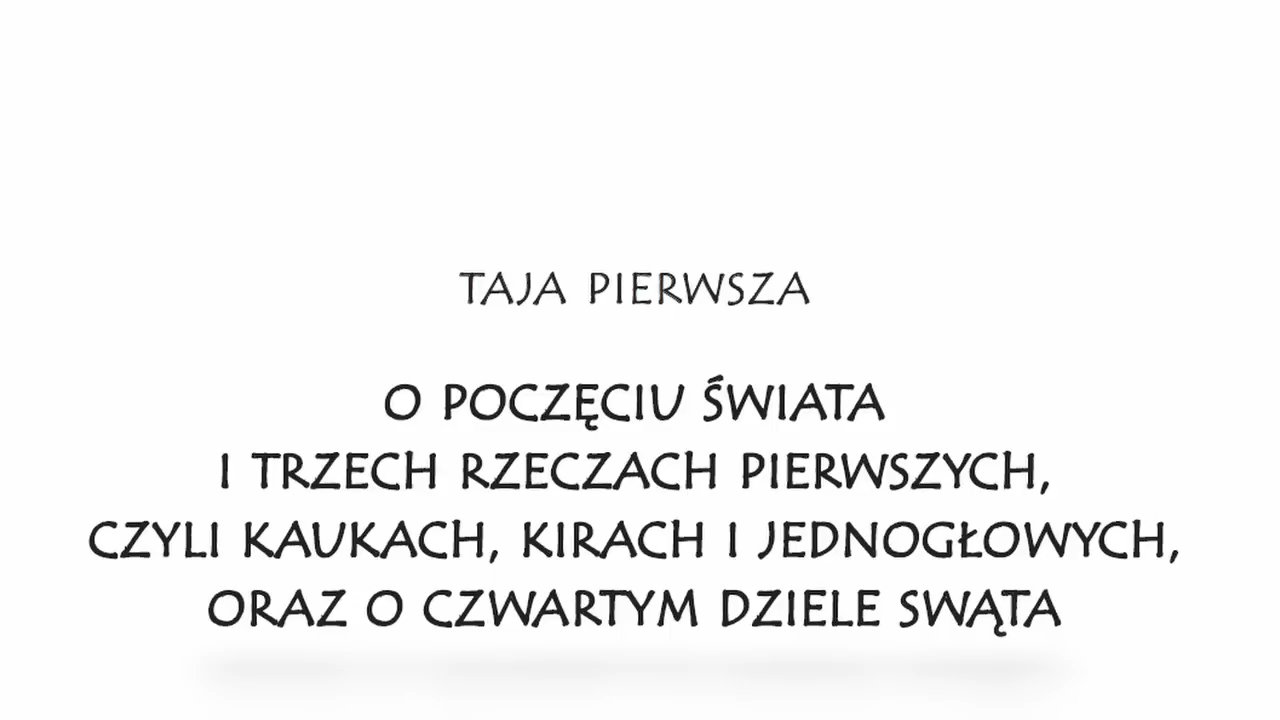 TAJA PIERWSZA
O POCZĘCIU ŚWIATA
I TRZECH RZECZACH PIERWSZYCH,
CZYLI KAUKACH, KIRACH I JEDNOGŁOWYCH,
ORAZ O CZWARTYM DZIELE SWĄTA